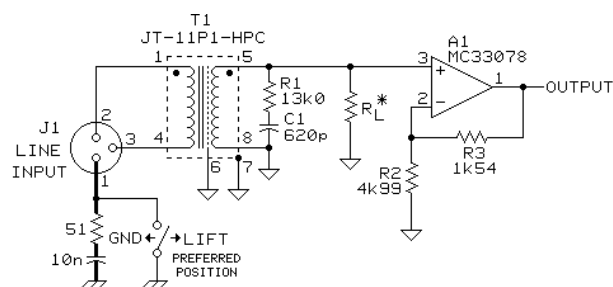 T1
JT-11P1-HPC
1
5
2
J1
3
4
LINE
INPUT
1
R1
13k0
C1
620p
8
6
7
RL*
A1
MC33078
3
+
2
−
1
OUTPUT
R3
1k54
R2
4k99
51
10n
GND
LIFT
PREFERRED
POSITION